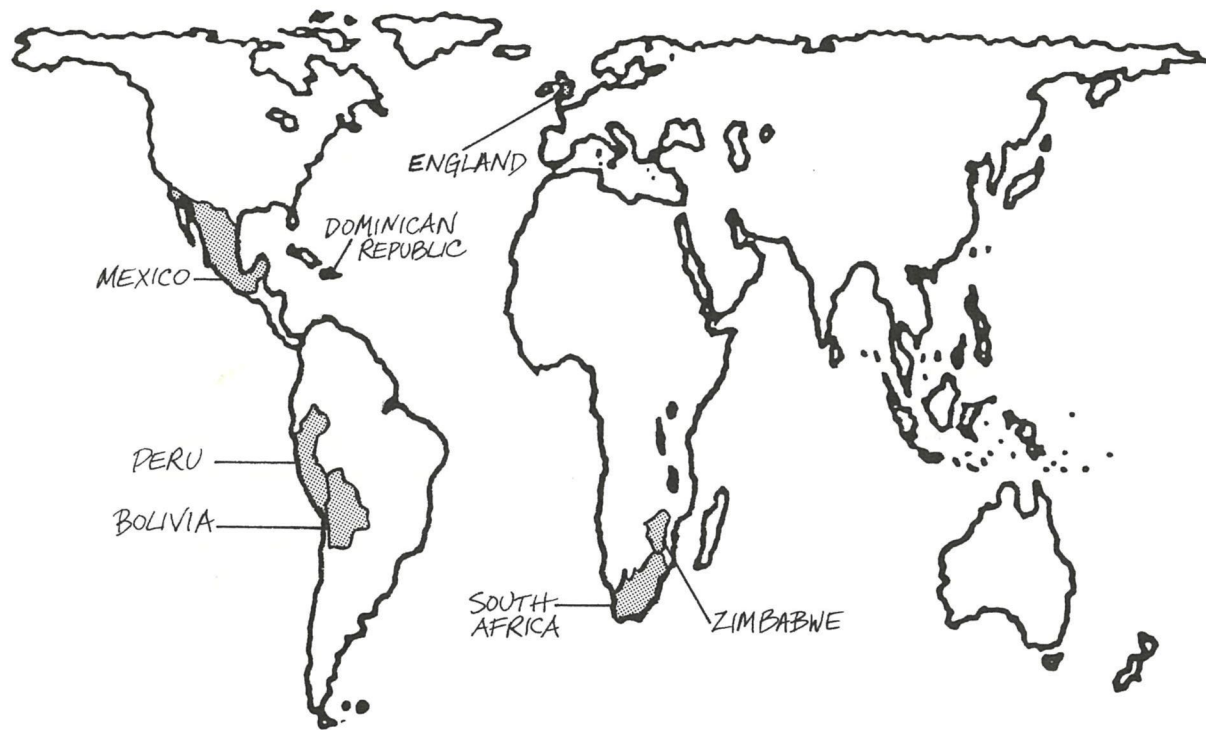 ENGLAND
DOMINICAN
REPUBLIC
MEXICO
PERU
BOLIVIA
SOUTH
AFRICA
ZIMBABWE